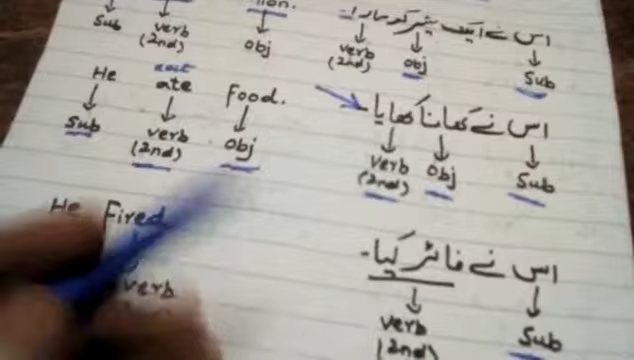 ion.
اس نے ایک شیر کو مارا۔
Sub verb obj
(2nd)
verb obj Sub
(2nd)
eat
He ate Food.
اس نے کھانا کھایا۔
Sub verb obj
(2nd)
verb obj Sub
(2nd)
He Fired
اس نے فائر کیا۔
verb
verb Sub
(2nd)